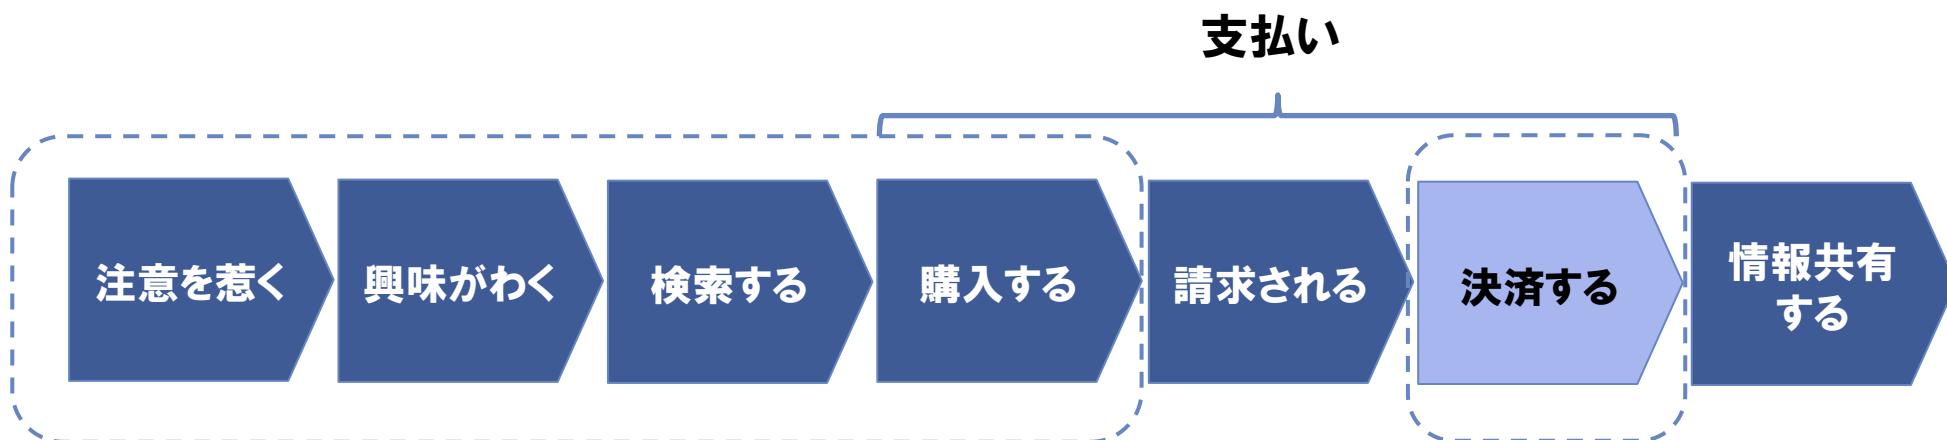 支払い
注意を惹く
興味がわく
検索する
購入する
請求される
決済する
情報共有
する